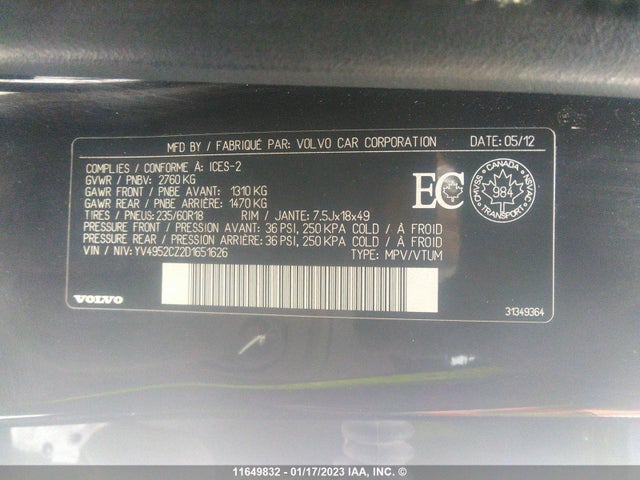 MFD BY / FABRIQUÉ PAR: VOLVO CAR CORPORATION DATE: 05/12
COMPLIES / CONFORME À: ICES-2
GVWR / PNBV: 2760 KG
GAWR FRONT / PNBE AVANT: 1310 KG
GAWR REAR / PNBE ARRIÈRE: 1470 KG
TIRES / PNEUS: 235/60R18 RIM / JANTE: 7.5Jx18x49
PRESSURE FRONT / PRESSION AVANT: 36 PSI, 250 KPA COLD / À FROID
PRESSURE REAR / PRESSION ARRIÈRE: 36 PSI, 250 KPA COLD / À FROID
VIN / NIV: YV4952CZ2D1651626 TYPE: MPV/VTUM
EC
CANADA
CMVSS
984
NSVAC
TRANSPORT
VOLVO
31349364
11649832 - 01/17/2023 IAA, INC. ©